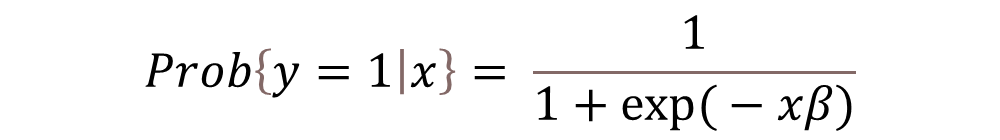 Prob{y = 1|x} = 1 / 1 + exp( − xβ)